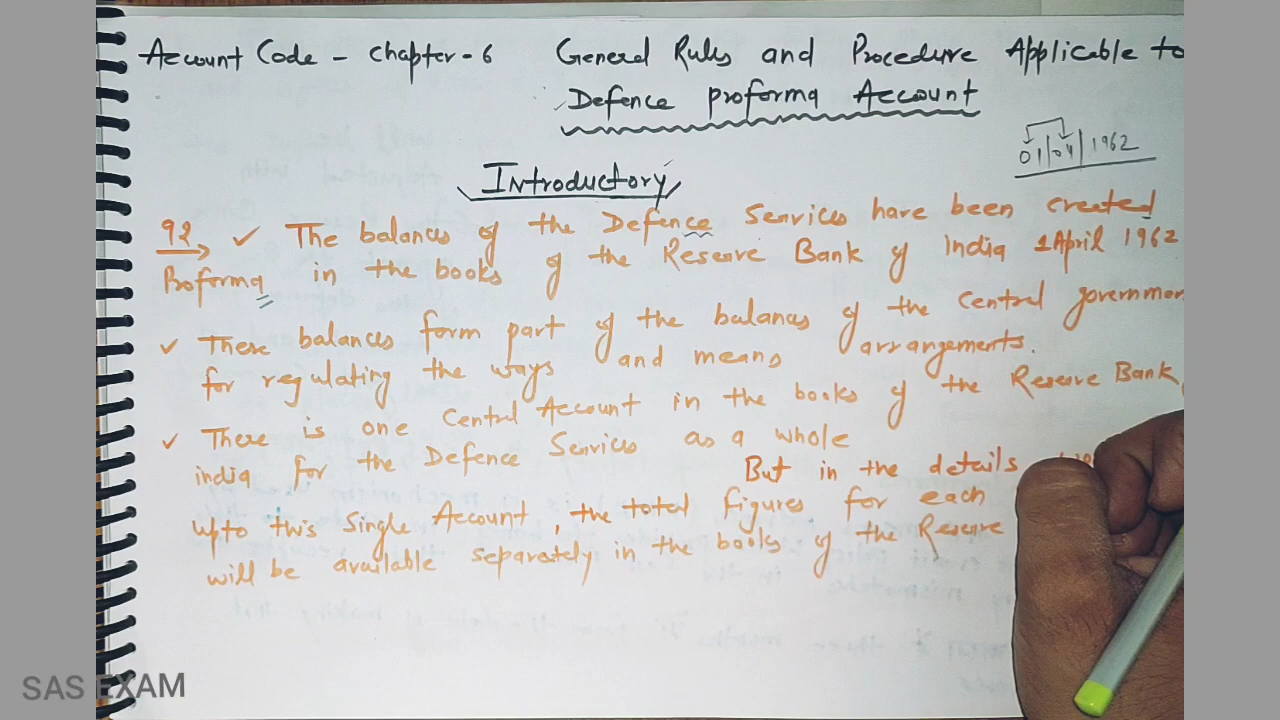 Account Code - Chapter-6 General Rules and Procedure Applicable to
Defence Proforma Account
01/04/1962
Introductory
92 The balances of the Defence Services have been created
Proforma in the books of the Reserve Bank of India 1 April 1962
These balances form part of the balances of the Central governmen
for regulating the ways and means arrangements.
There is one Central Account in the books of the Reserve Bank
india for the Defence Services as a whole
But in the details
upto this Single Account, the total figures for each
will be available separately in the books of the Reserve
SAS EXAM